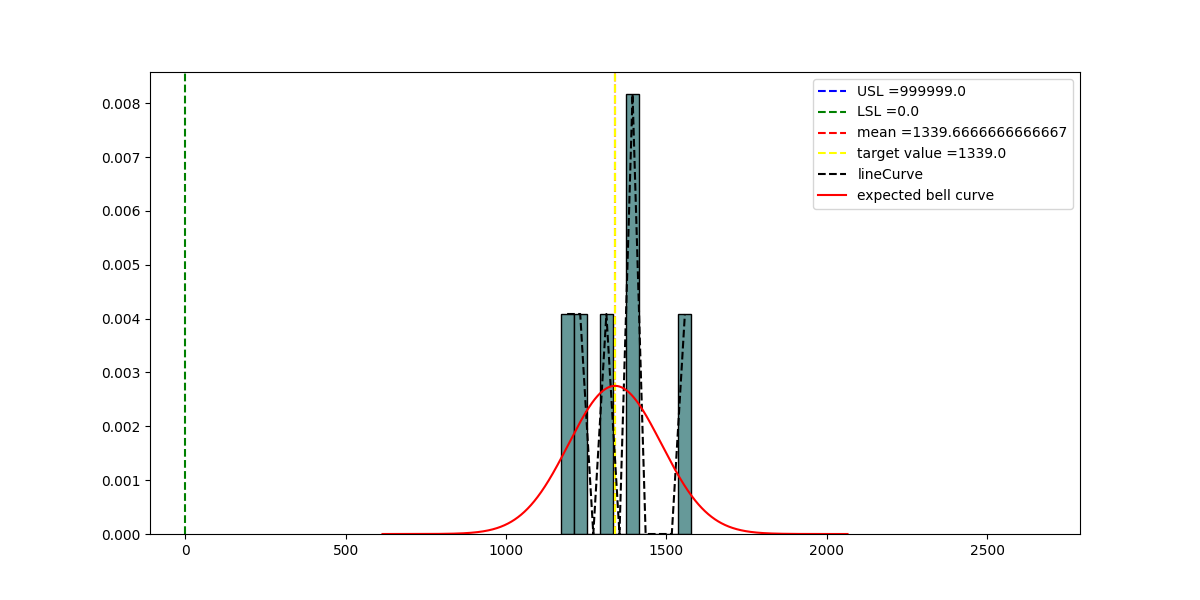 USL =999999.0
LSL =0.0
mean =1339.6666666666667
target value =1339.0
lineCurve
expected bell curve
0.008
0.007
0.006
0.005
0.004
0.003
0.002
0.001
0.000
0 500 1000 1500 2000 2500